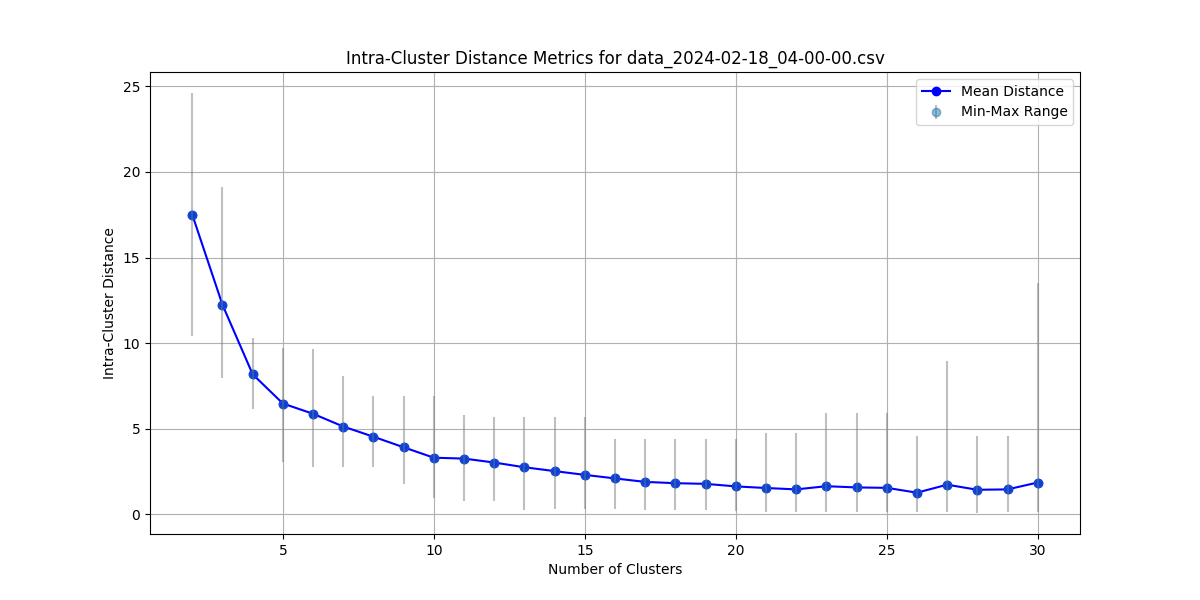 Intra-Cluster Distance Metrics for data_2024-02-18_04-00-00.csv
Mean Distance
Min-Max Range
Intra-Cluster Distance
25
20
15
10
5
0
5
10
15
20
25
30
Number of Clusters